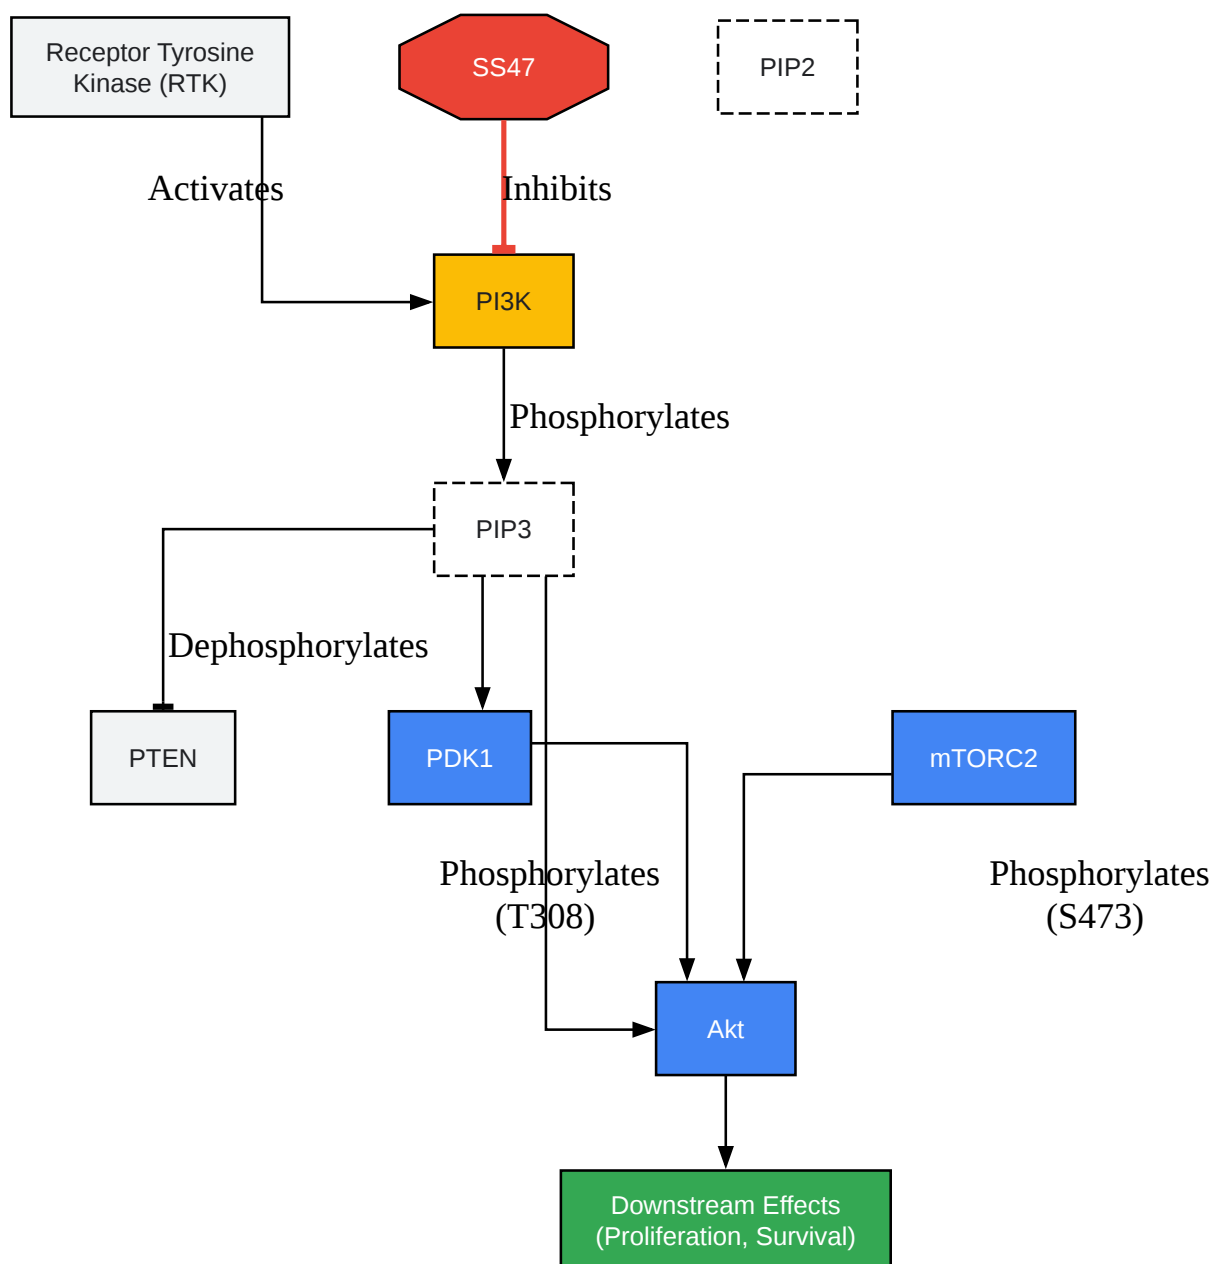 Receptor Tyrosine
Kinase (RTK)
SS47
PIP2
Activates
Inhibits
PI3K
Phosphorylates
PIP3
Dephosphorylates
PTEN
PDK1
mTORC2
Phosphorylates
(T308)
Phosphorylates
(S473)
Akt
Downstream Effects
(Proliferation, Survival)